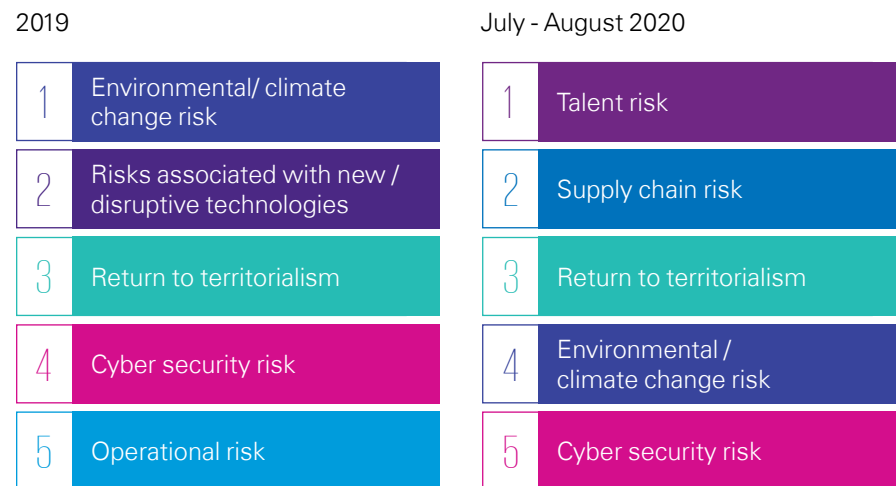 2019
1
Environmental/ climate
change risk
2
Risks associated with new /
disruptive technologies
3
Return to territorialism
4
Cyber security risk
5
Operational risk
July - August 2020
1
Talent risk
2
Supply chain risk
3
Return to territorialism
4
Environmental /
climate change risk
5
Cyber security risk